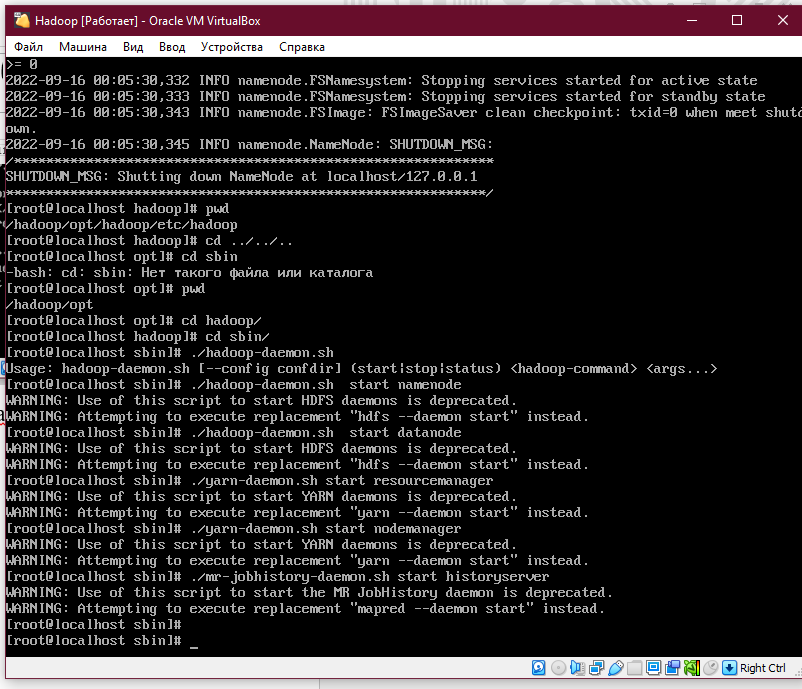 Hadoop [Работает] - Oracle VM VirtualBox
Файл Машина Вид Ввод Устройства Справка
>= 0
2022-09-16 00:05:30,332 INFO namenode.FSNamesystem: Stopping services started for active state
2022-09-16 00:05:30,333 INFO namenode.FSNamesystem: Stopping services started for standby state
2022-09-16 00:05:30,343 INFO namenode.FSImage: FSImageSaver clean checkpoint: txid=0 when meet shutd
own.
2022-09-16 00:05:30,345 INFO namenode.NameNode: SHUTDOWN_MSG:
/************************************************************
SHUTDOWN_MSG: Shutting down NameNode at localhost/127.0.0.1
************************************************************/
[root@localhost hadoop]# pwd
/hadoop/opt/hadoop/etc/hadoop
[root@localhost hadoop]# cd ../../..
[root@localhost opt]# cd sbin
-bash: cd: sbin: Нет такого файла или каталога
[root@localhost opt]# pwd
/hadoop/opt
[root@localhost opt]# cd hadoop/
[root@localhost hadoop]# cd sbin/
[root@localhost sbin]# ./hadoop-daemon.sh
Usage: hadoop-daemon.sh [--config confdir] (start|stop|status) <hadoop-command> <args...>
[root@localhost sbin]# ./hadoop-daemon.sh  start namenode
WARNING: Use of this script to start HDFS daemons is deprecated.
WARNING: Attempting to execute replacement "hdfs --daemon start" instead.
[root@localhost sbin]# ./hadoop-daemon.sh  start datanode
WARNING: Use of this script to start HDFS daemons is deprecated.
WARNING: Attempting to execute replacement "hdfs --daemon start" instead.
[root@localhost sbin]# ./yarn-daemon.sh start resourcemanager
WARNING: Use of this script to start YARN daemons is deprecated.
WARNING: Attempting to execute replacement "yarn --daemon start" instead.
[root@localhost sbin]# ./yarn-daemon.sh start nodemanager
WARNING: Use of this script to start YARN daemons is deprecated.
WARNING: Attempting to execute replacement "yarn --daemon start" instead.
[root@localhost sbin]# ./mr-jobhistory-daemon.sh start historyserver
WARNING: Use of this script to start the MR JobHistory daemon is deprecated.
WARNING: Attempting to execute replacement "mapred --daemon start" instead.
[root@localhost sbin]#
[root@localhost sbin]# _
Right Ctrl